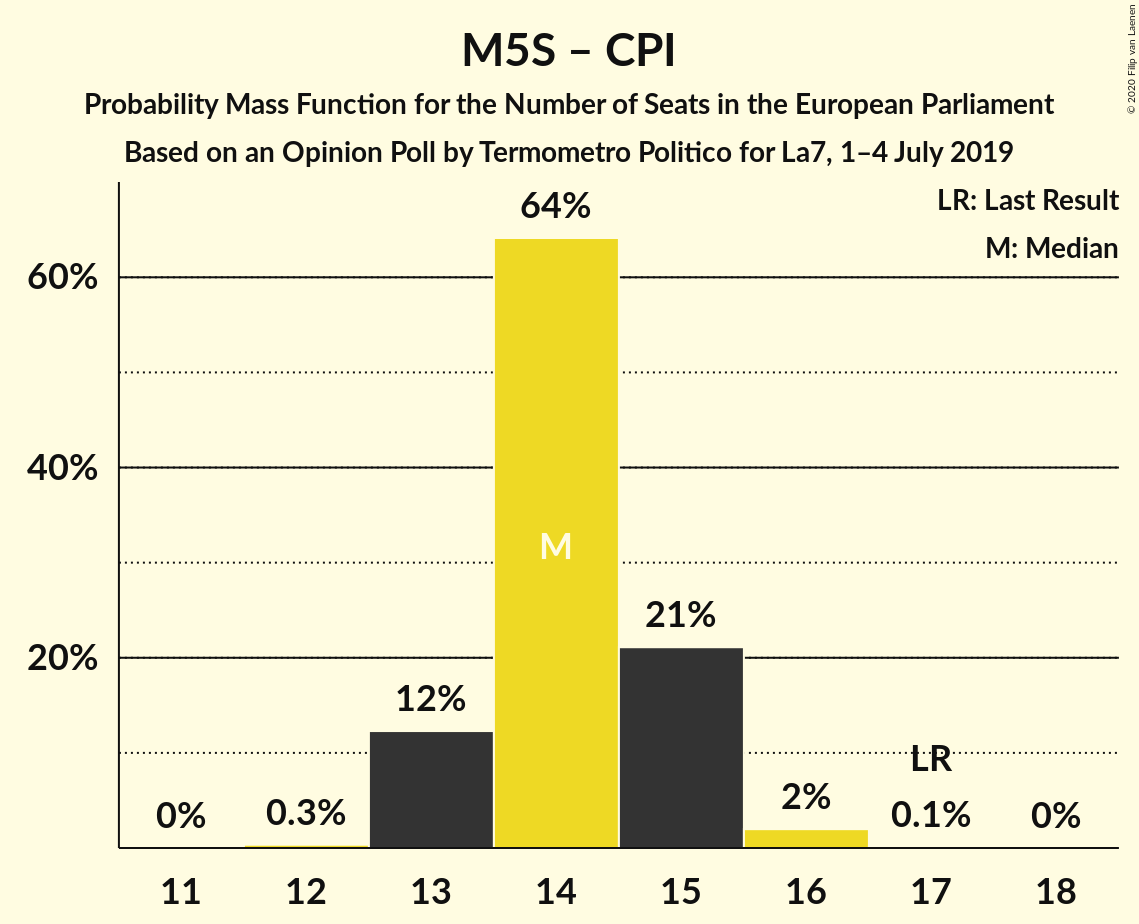 M5S – CPI
Probability Mass Function for the Number of Seats in the European Parliament
Based on an Opinion Poll by Termometro Politico for La7, 1–4 July 2019
© 2020 Filip van Laenen
LR: Last Result
M: Median
60%
40%
20%
0%
0.3%
12%
64%
M
21%
2%
LR
0.1%
0%
11 12 13 14 15 16 17 18